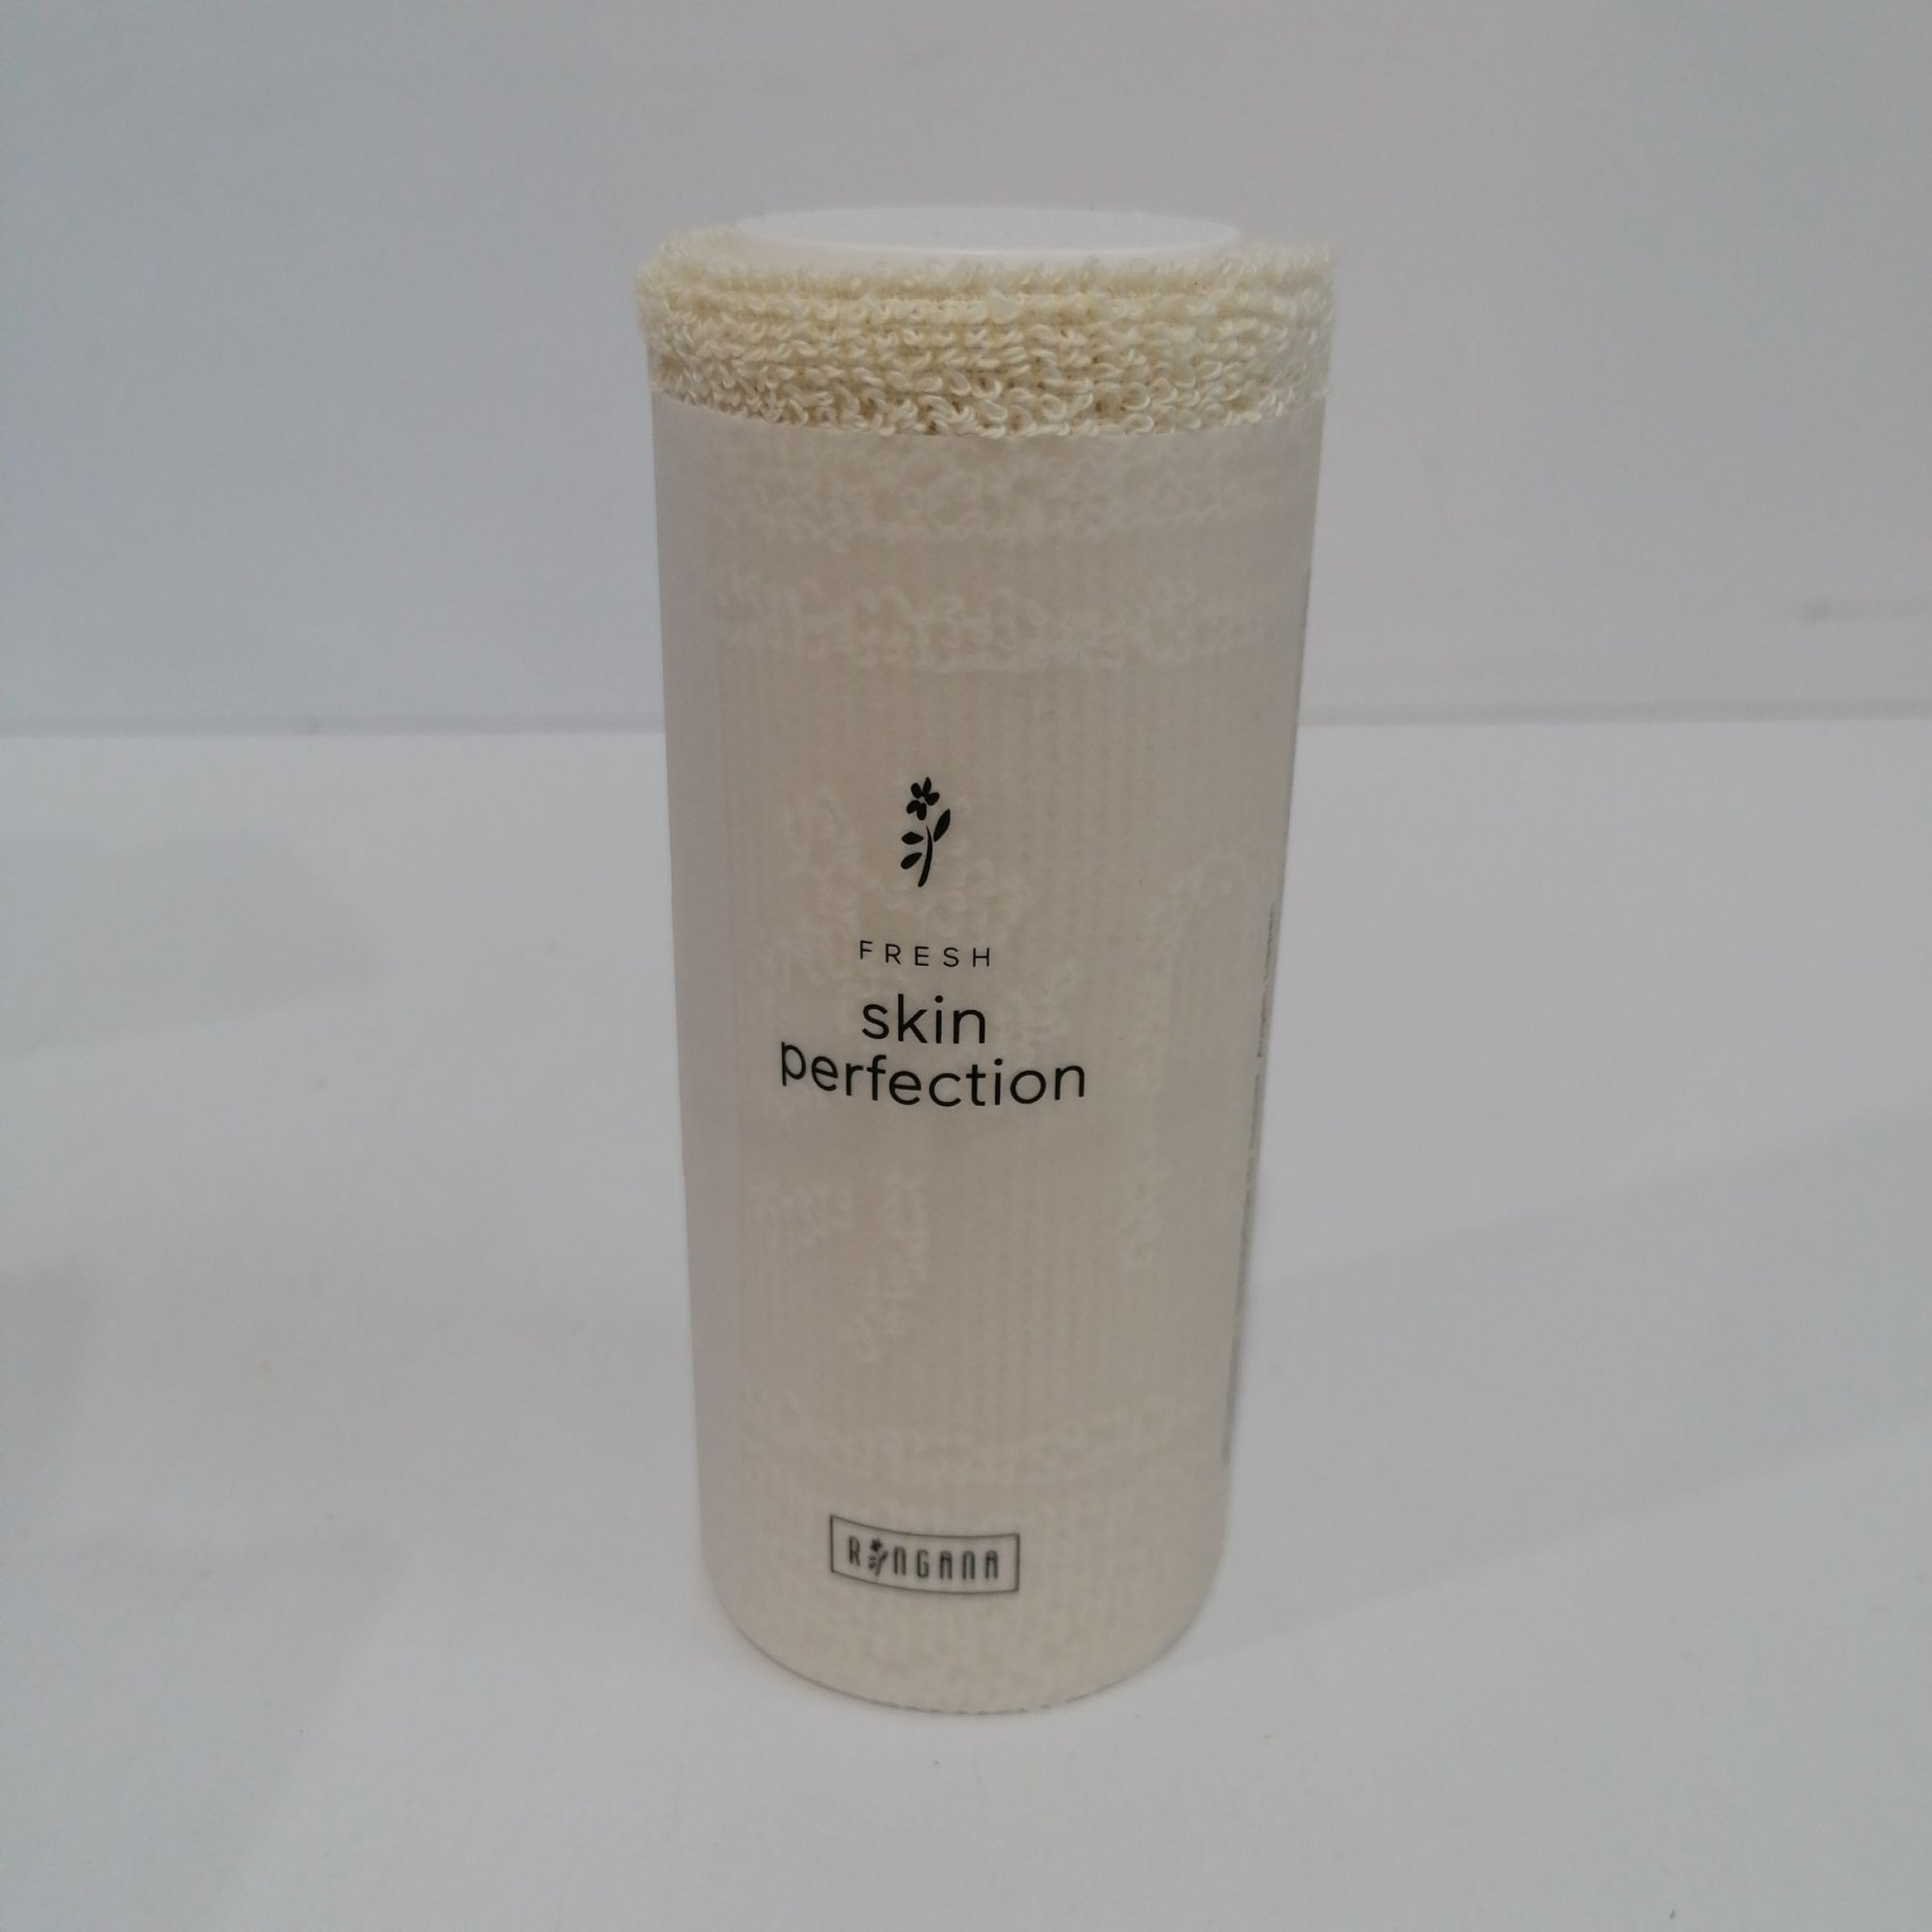 FRESH
skin
perfection
RINGANA